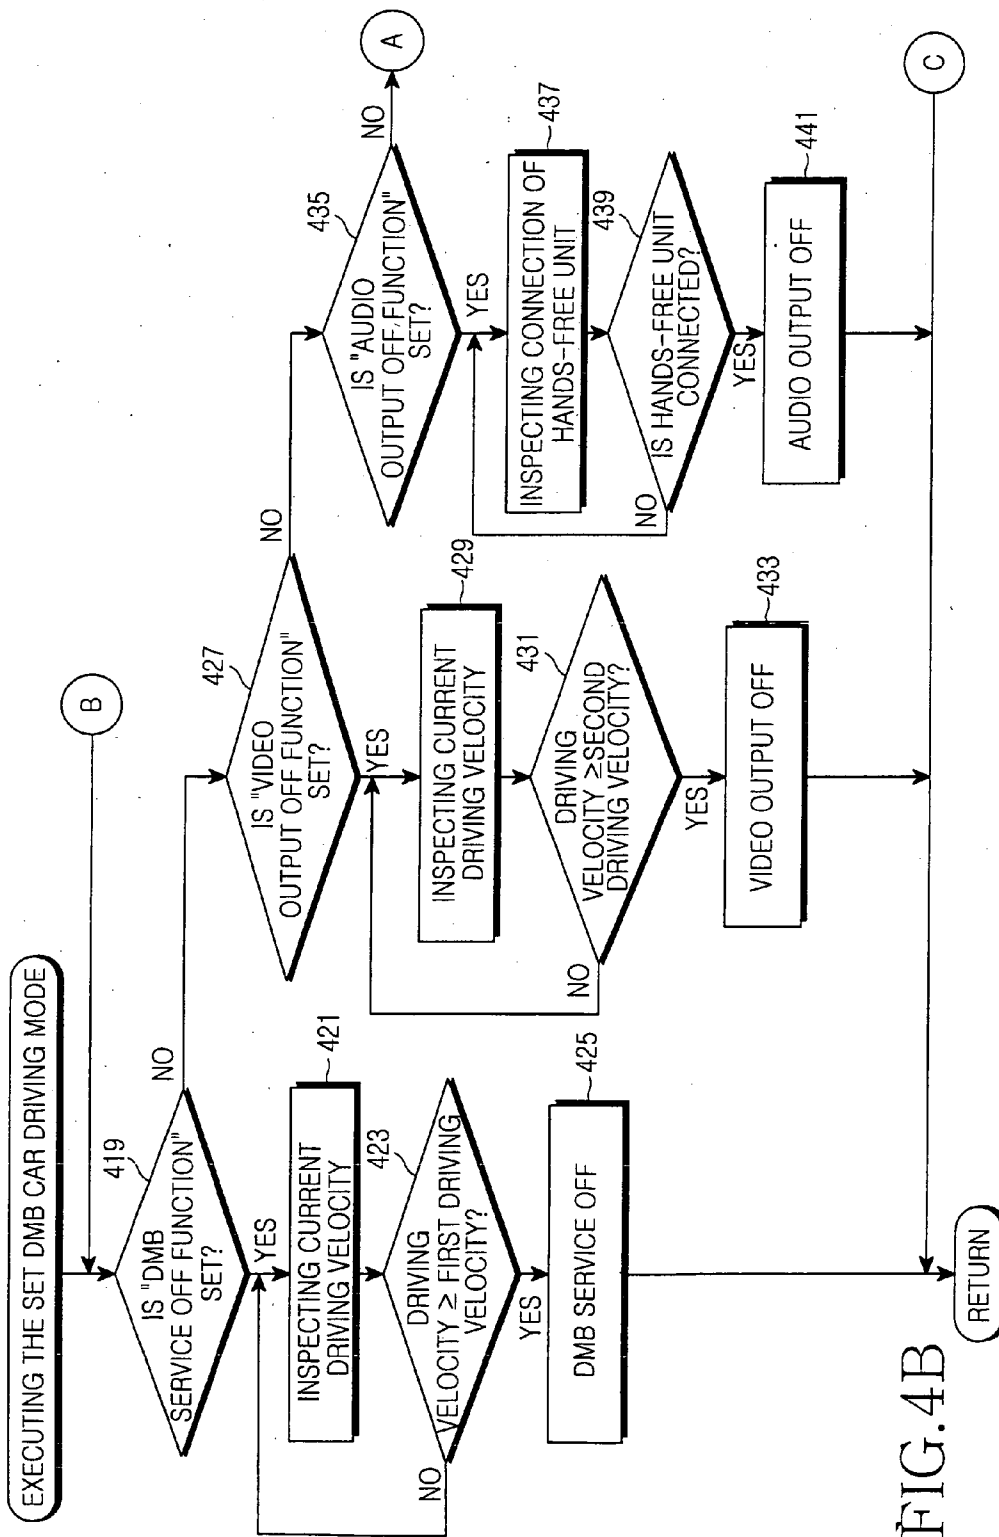 EXECUTING THE SET DMB CAR DRIVING MODE
B
419
IS "DMB
SERVICE OFF FUNCTION"
SET?
NO
YES
421
INSPECTING CURRENT
DRIVING VELOCITY
423
DRIVING
VELOCITY ≥ FIRST DRIVING
VELOCITY?
NO
YES
425
DMB SERVICE OFF
427
IS "VIDEO
OUTPUT OFF FUNCTION"
SET?
NO
YES
429
INSPECTING CURRENT
DRIVING VELOCITY
431
DRIVING
VELOCITY ≥SECOND
DRIVING VELOCITY?
NO
YES
433
VIDEO OUTPUT OFF
435
IS "AUDIO
OUTPUT OFF FUNCTION"
SET?
NO
A
YES
437
INSPECTING CONNECTION OF
HANDS-FREE UNIT
439
IS HANDS-FREE UNIT
CONNECTED?
NO
YES
441
AUDIO OUTPUT OFF
C
RETURN
FIG.4B